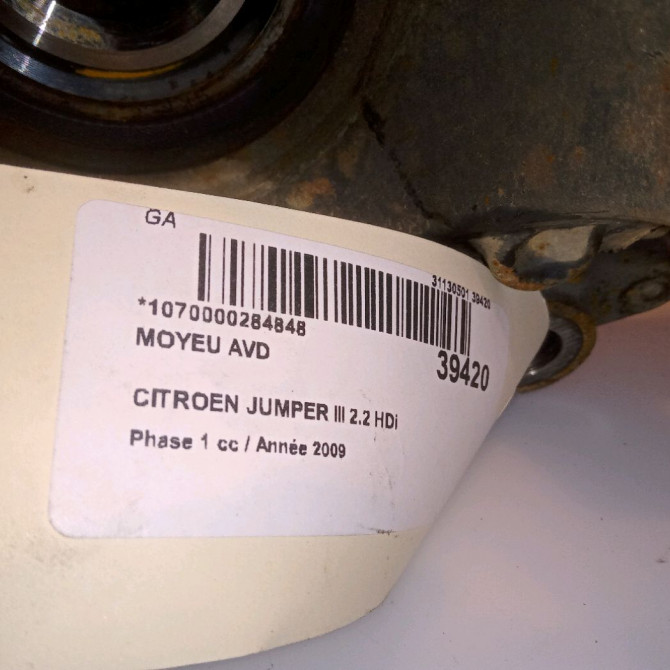 GA
31130501 39420
*1070000284848
MOYEU AVD
39420
CITROEN JUMPER III 2.2 HDi
Phase 1 cc / Année 2009